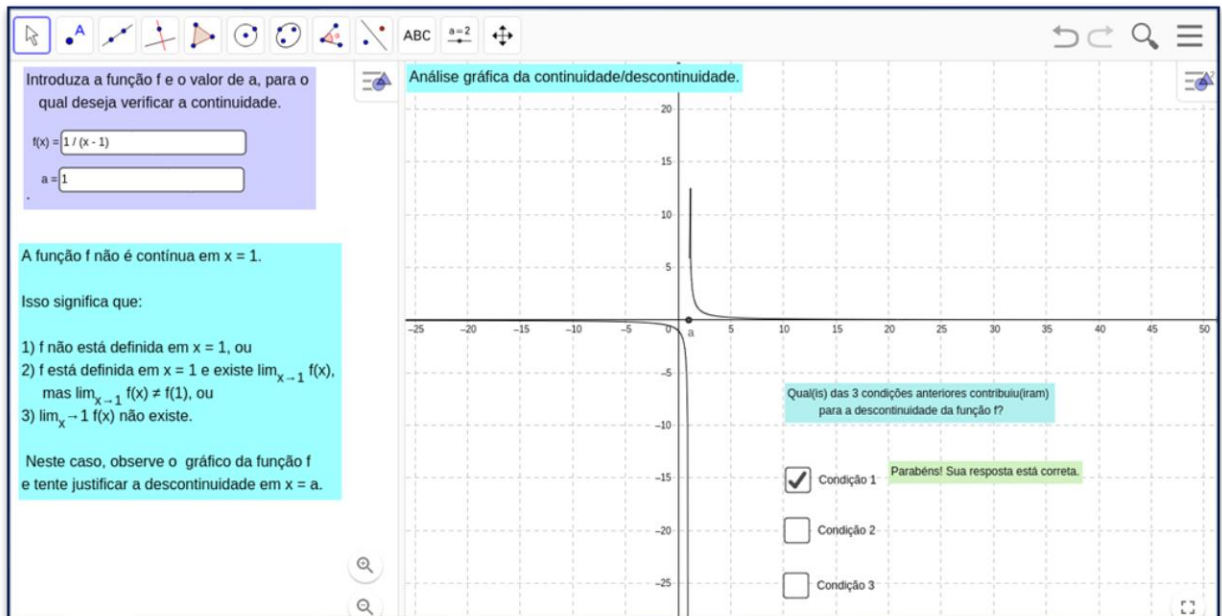 ABC
a=2
Introduza a função f e o valor de a, para o
qual deseja verificar a continuidade.
f(x) = 1 / (x - 1)
a = 1
.
A função f não é contínua em x = 1.
Isso significa que:
1) f não está definida em x = 1, ou
2) f está definida em x = 1 e existe lim x→1 f(x),
mas lim x→1 f(x) ≠ f(1), ou
3) lim x→1 f(x) não existe.
Neste caso, observe o gráfico da função f
e tente justificar a descontinuidade em x = a.
Análise gráfica da continuidade/descontinuidade.
20
15
10
5
−25 −20 −15 −10 −5 0 a 5 10 15 20 25 30 35 40 45 50
−5
−10
−15
−20
−25
Qual(is) das 3 condições anteriores contribuiu(iram)
para a descontinuidade da função f?
Condição 1 Parabéns! Sua resposta está correta.
Condição 2
Condição 3